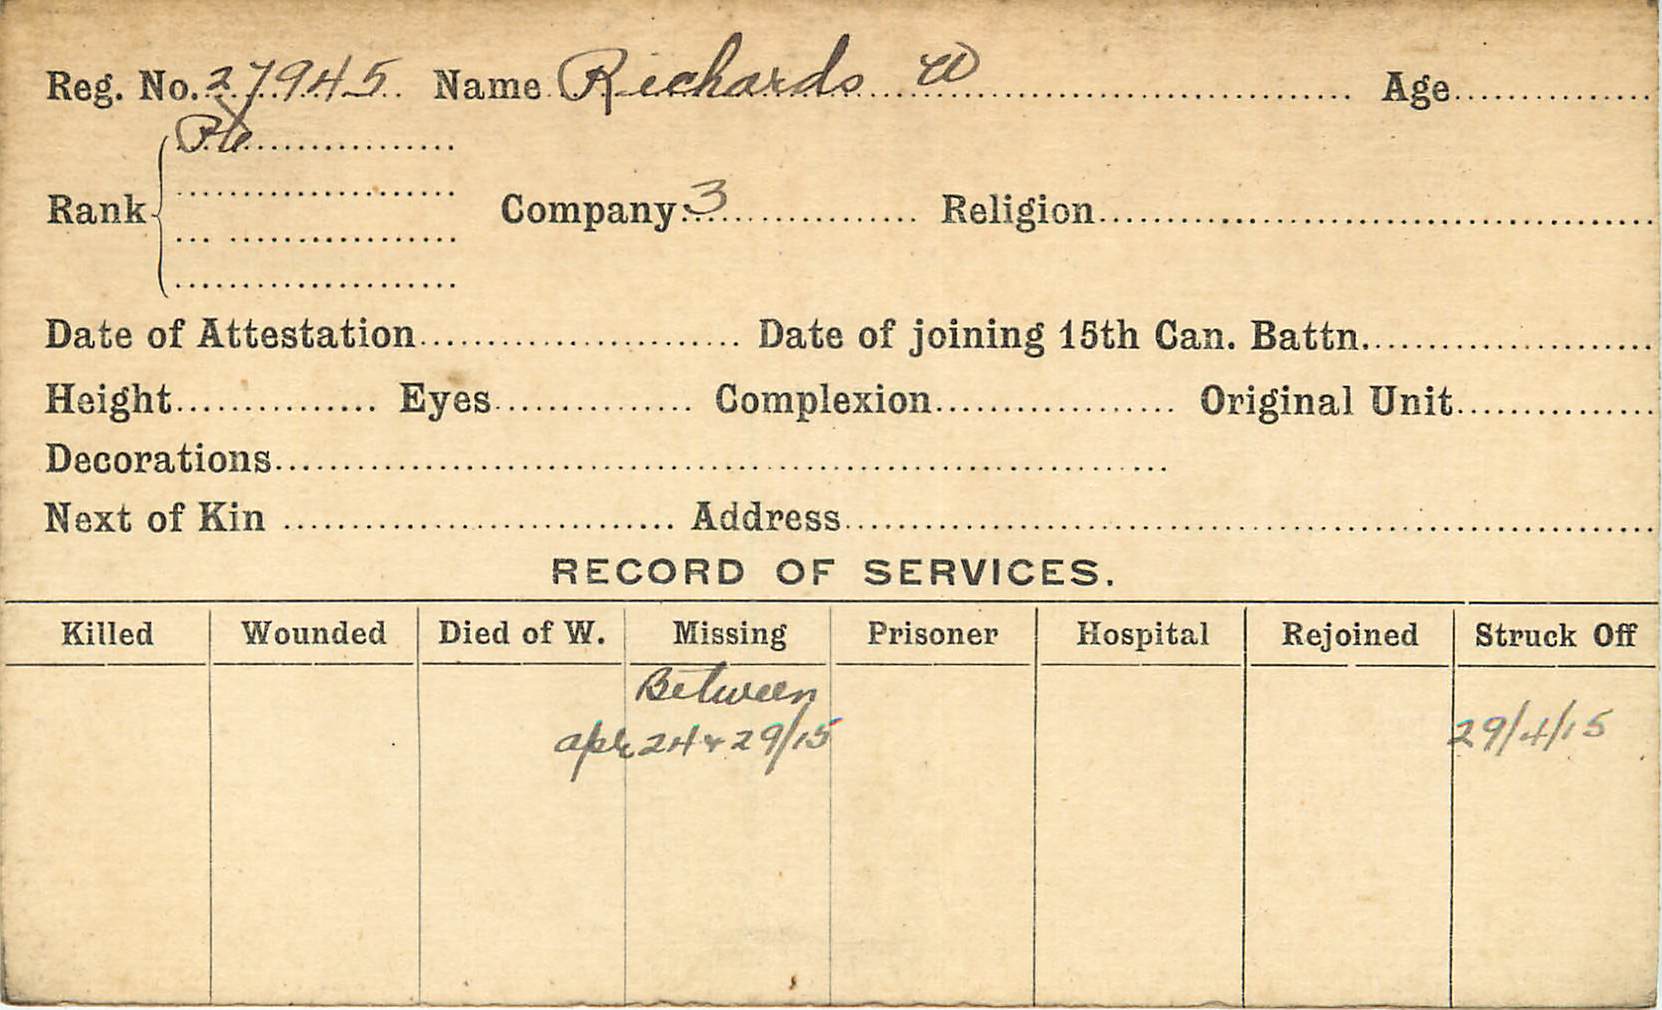 Reg. No. 27945 Name Richards W Age
Pte
Rank Company 3 Religion
Date of Attestation Date of joining 15th Can. Battn.
Height Eyes Complexion Original Unit
Decorations
Next of Kin Address
RECORD OF SERVICES.
Killed Wounded Died of W. Missing Prisoner Hospital Rejoined Struck Off
Between
apr 24 & 29/15 29/4/15